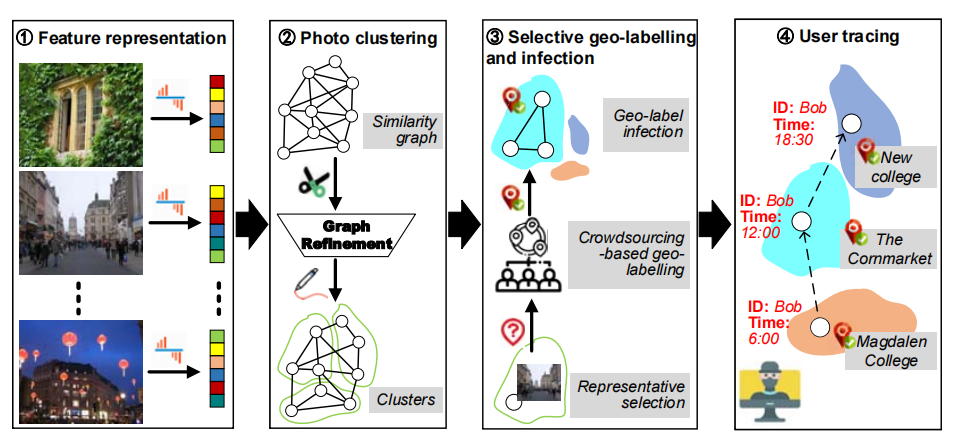 ① Feature representation
② Photo clustering
Similarity
graph
Graph
Refinement
Clusters
③ Selective geo-labelling
and infection
Geo-label
infection
Crowdsourcing
-based geo-
labelling
?
Representative
selection
④ User tracing
ID: Bob
Time:
18:30
New
college
ID: Bob
Time:
12:00
The
Cornmarket
ID: Bob
Time:
6:00
Magdalen
College